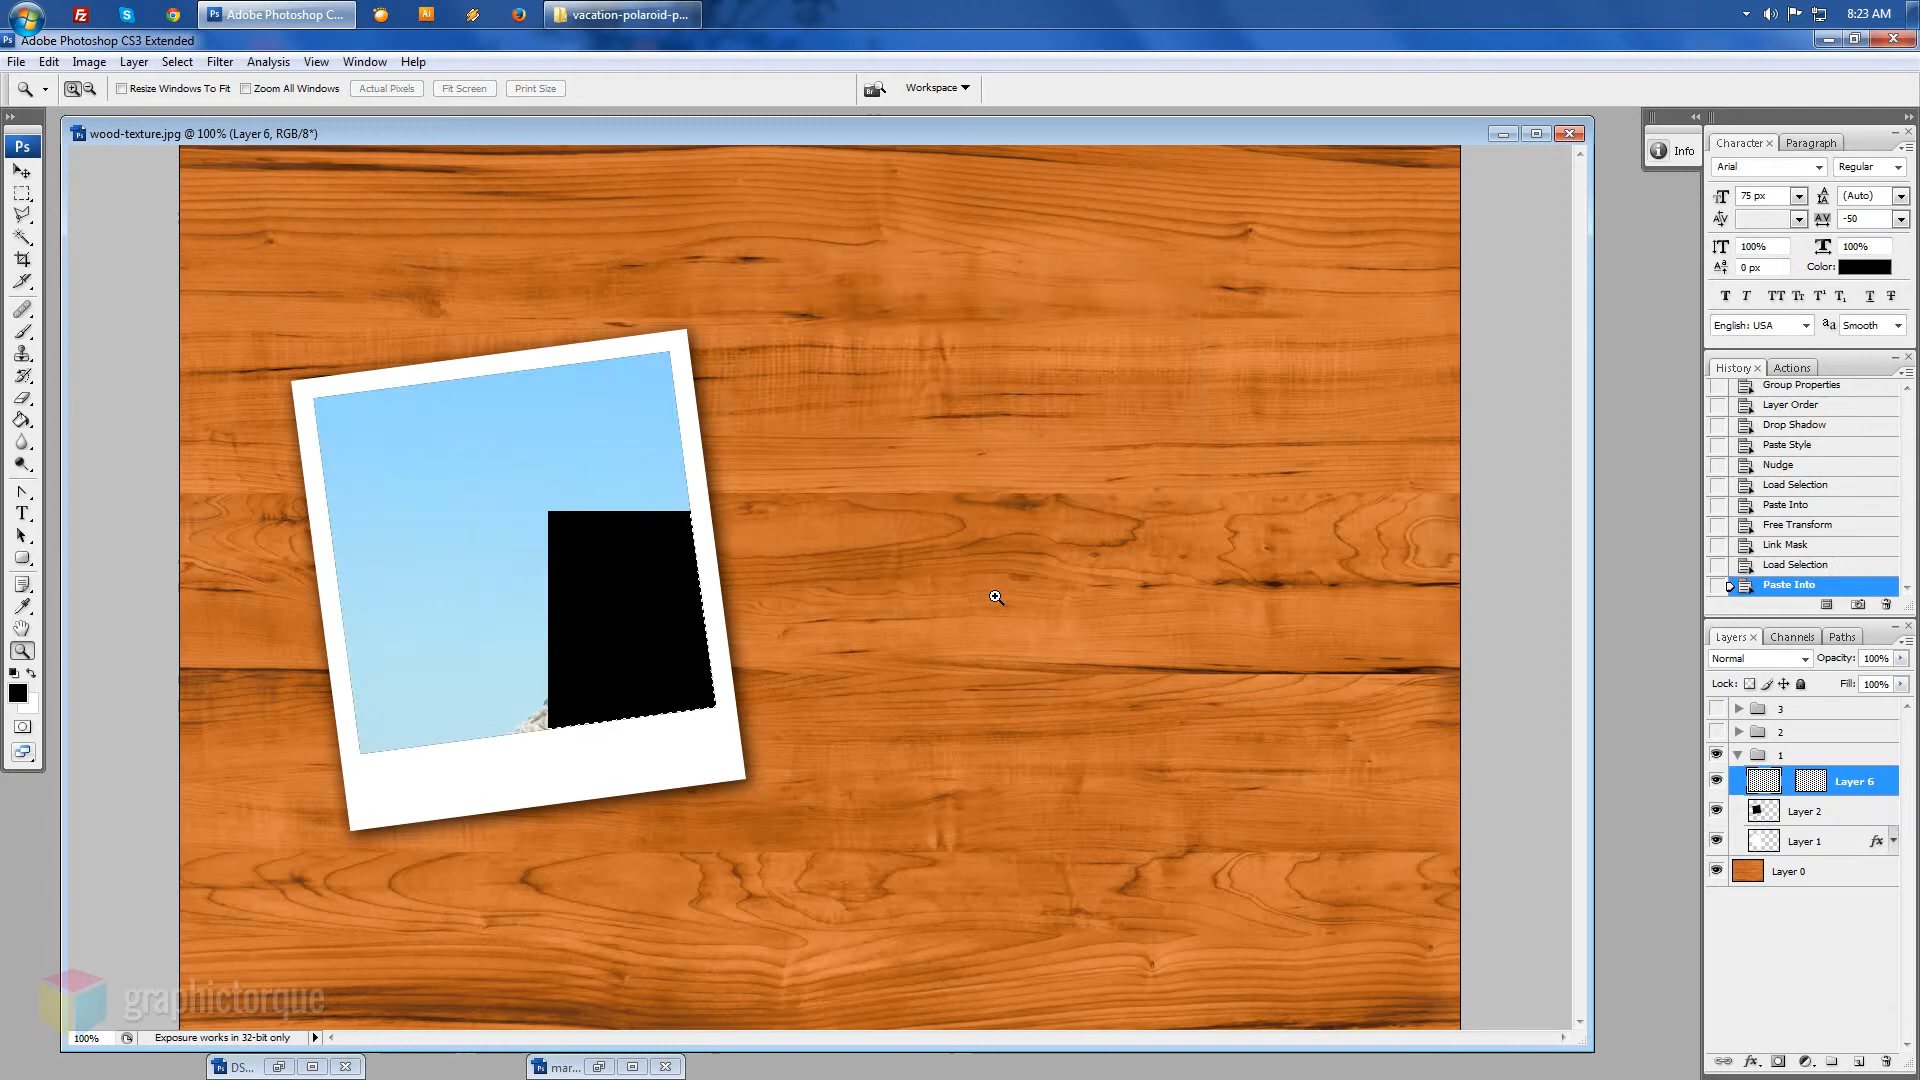 Adobe Photoshop C...
vacation-polaroid-p...
8:23 AM
Adobe Photoshop CS3 Extended
File Edit Image Layer Select Filter Analysis View Window Help
Resize Windows To Fit Zoom All Windows Actual Pixels Fit Screen Print Size Workspace
wood-texture.jpg @ 100% (Layer 6, RGB/8*)
Info
Character Paragraph
Arial Regular
75 px (Auto)
-50
100% 100%
0 px Color:
English: USA Smooth
History Actions
Group Properties
Layer Order
Drop Shadow
Paste Style
Nudge
Load Selection
Paste Into
Free Transform
Link Mask
Load Selection
Paste Into
Layers Channels Paths
Normal Opacity: 100%
Lock: Fill: 100%
3
2
1
Layer 6
Layer 2
Layer 1 fx
Layer 0
graphictorque
100% Exposure works in 32-bit only
DS... mar...